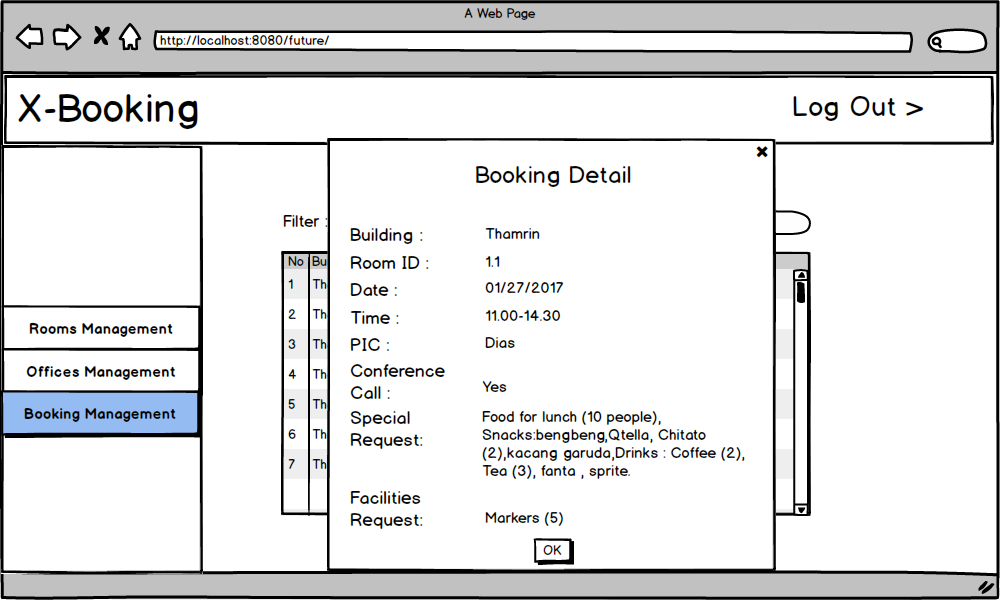 A Web Page
http://localhost:8080/future/
X-Booking
Log Out >
Rooms Management
Offices Management
Booking Management
Filter :
No Bu
1 Th
2 Th
3 Th
4 Th
5 Th
6 Th
7 Th
Booking Detail
Building : Thamrin
Room ID : 1.1
Date : 01/27/2017
Time : 11.00-14.30
PIC : Dias
Conference
Call : Yes
Special
Request:
Food for lunch (10 people),
Snacks:bengbeng,Qtella, Chitato
(2),kacang garuda,Drinks : Coffee (2),
Tea (3), fanta , sprite.
Facilities
Request: Markers (5)
OK